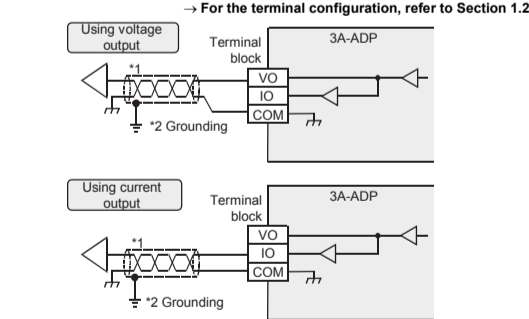 → For the terminal configuration, refer to Section 1.2
Using voltage
output
Terminal
block
3A-ADP
*1
VO
IO
COM
*2 Grounding
Using current
output
Terminal
block
3A-ADP
*1
VO
IO
COM
*2 Grounding